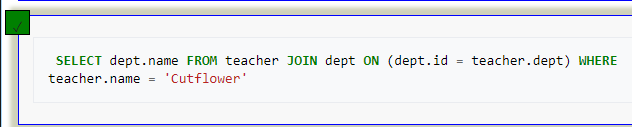 SELECT dept.name FROM teacher JOIN dept ON (dept.id = teacher.dept) WHERE
teacher.name = 'Cutflower'